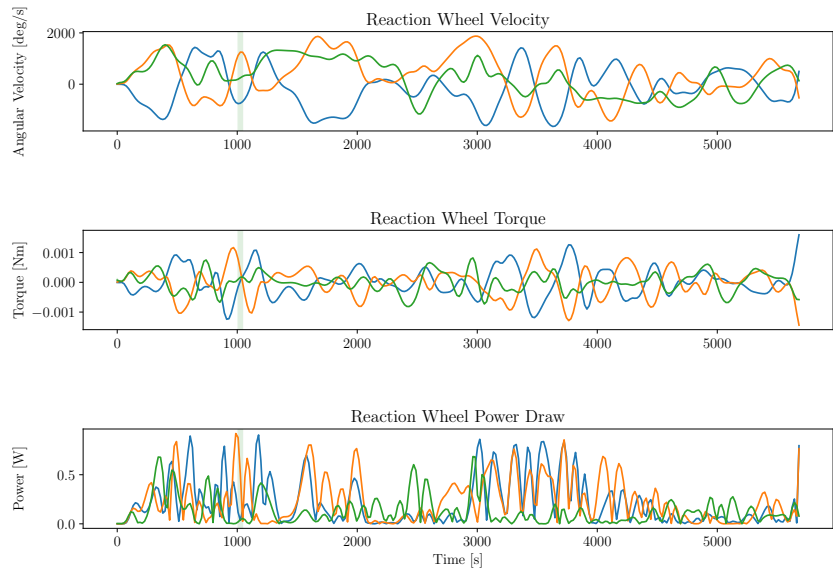 Reaction Wheel Velocity
Angular Velocity [deg/s]
2000
0
0 1000 2000 3000 4000 5000
Reaction Wheel Torque
Torque [Nm]
0.001
0.000
−0.001
0 1000 2000 3000 4000 5000
Reaction Wheel Power Draw
Power [W]
0.5
0.0
0 1000 2000 3000 4000 5000
Time [s]